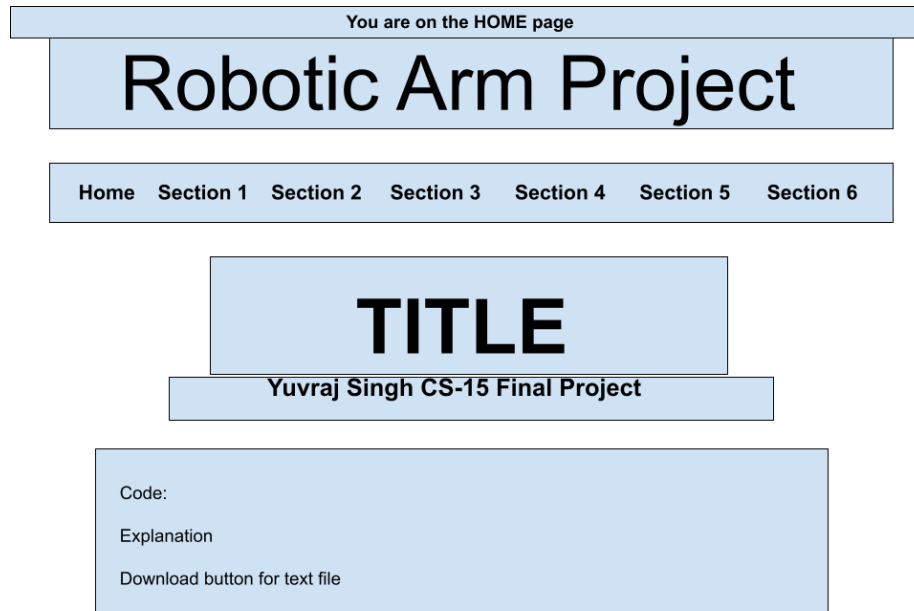 You are on the HOME page
Robotic Arm Project
Home Section 1 Section 2 Section 3 Section 4 Section 5 Section 6
TITLE
Yuvraj Singh CS-15 Final Project
Code:
Explanation
Download button for text file